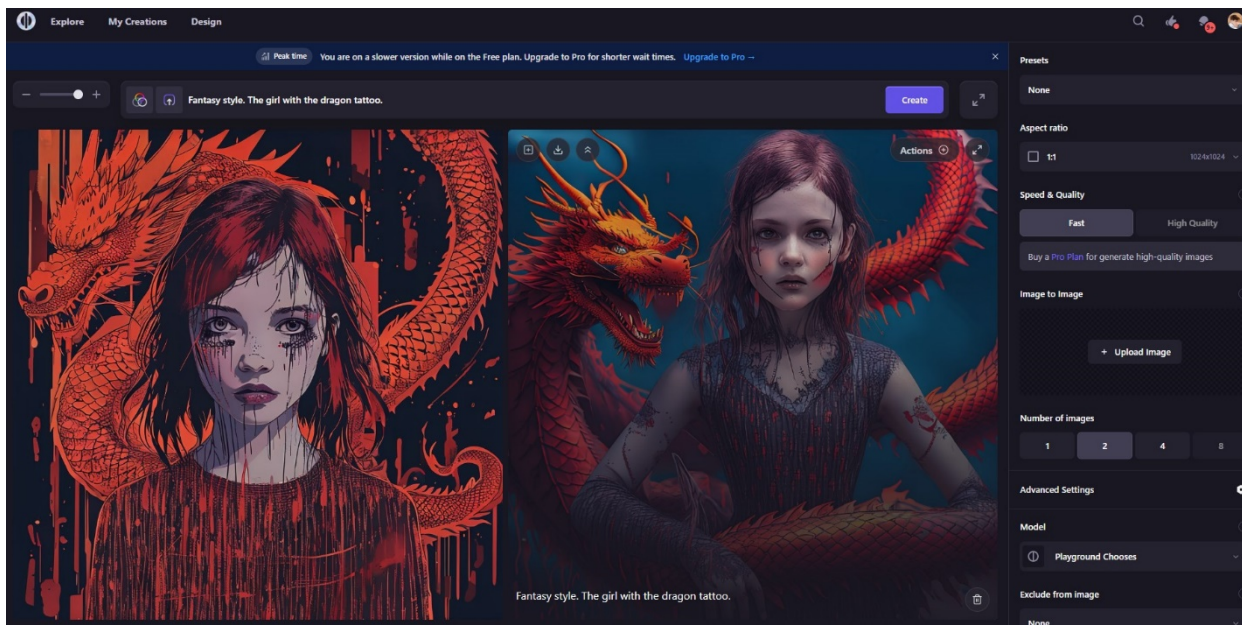 Explore My Creations Design
Peak time You are on a slower version while on the Free plan. Upgrade to Pro for shorter wait times. Upgrade to Pro →
Fantasy style. The girl with the dragon tattoo. Create
Actions
Fantasy style. The girl with the dragon tattoo.
Presets
None
Aspect ratio
1:1 1024x1024
Speed & Quality
Fast High Quality
Buy a Pro Plan for generate high-quality images
Image to Image
+ Upload Image
Number of images
1 2 4 8
Advanced Settings
Model
Playground Chooses
Exclude from image
None